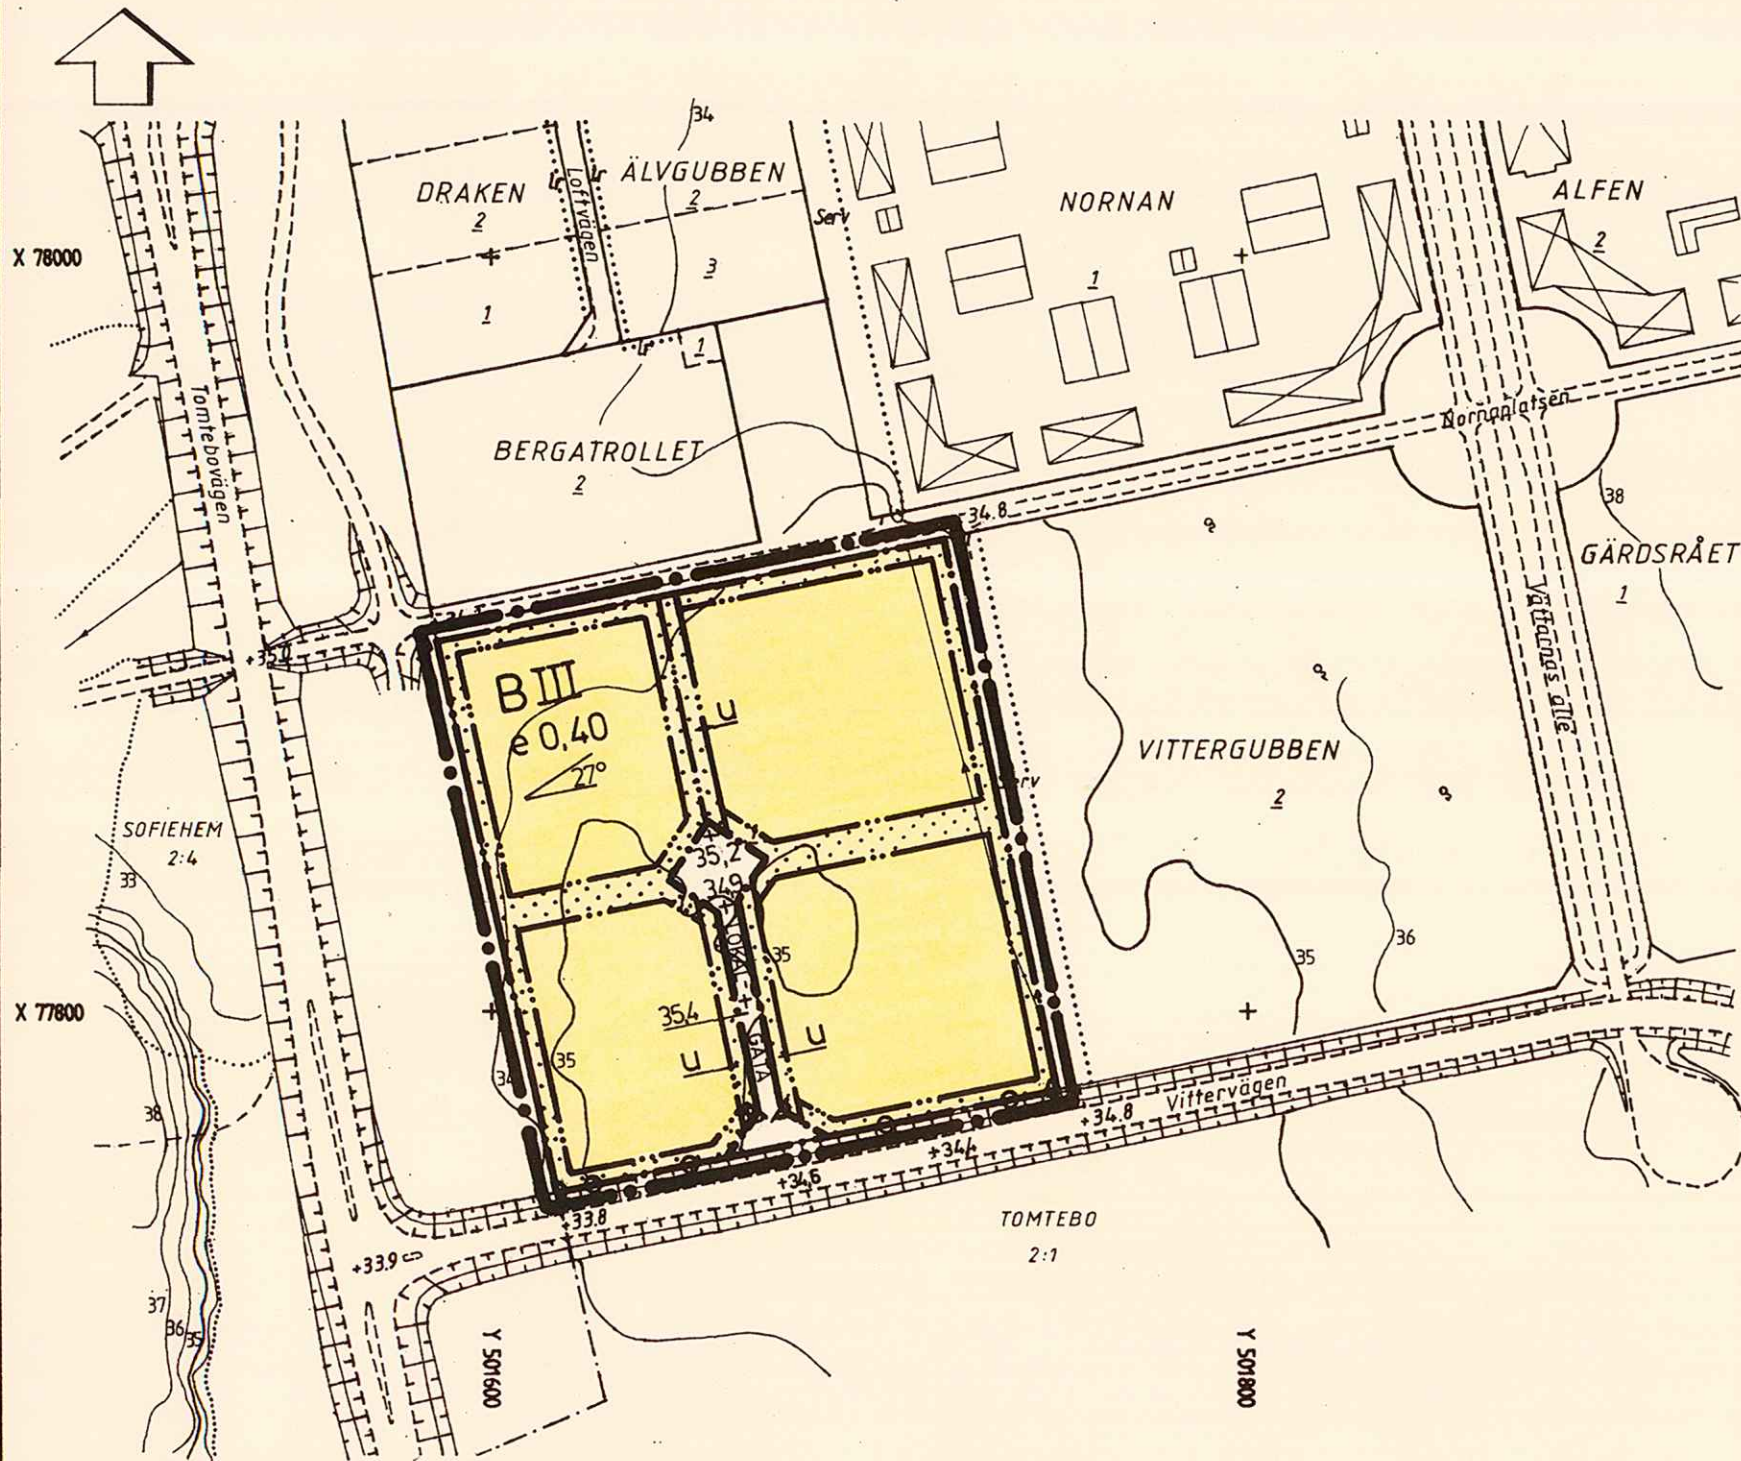 34
DRAKEN
2
Loftvägen
ÄLVGUBBEN
2
Serv
NORNAN
ALFEN
2
X 78000
1
3
1
1
Tomtebovägen
Nornaplatsen
BERGATROLLET
2
34.8
38
GÄRDSRÅET
1
Vättarnas allé
B III
e 0,40
27°
u
VITTERGUBBEN
2
Serv
SOFIEHEM
2:4
33
35,2
34,9
LOKAL-
GATA
35
36
35
X 77800
35,4
u
u
34
35
38
Vittervägen
+34.8
+34,4
+34,6
+33.8
+33.9
TOMTEBO
2:1
37
36
35
Y 501600
Y 501800